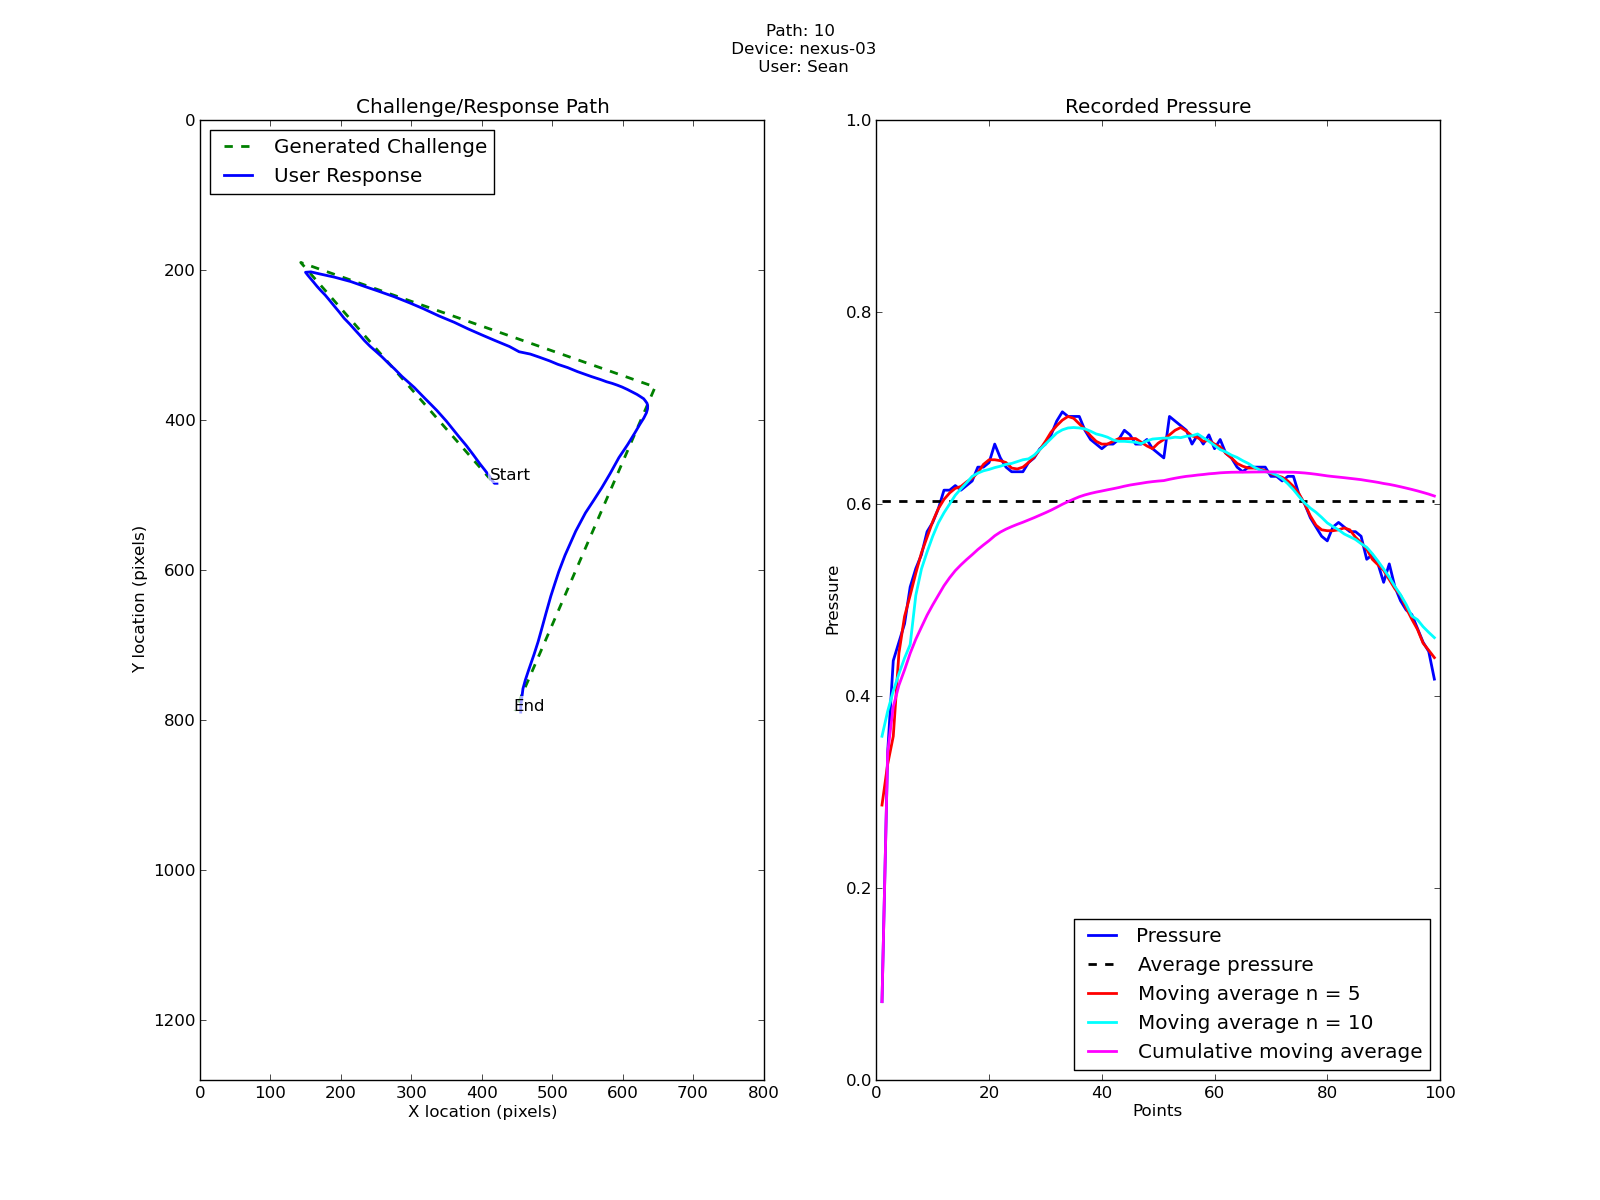 Path: 10
Device: nexus-03
User: Sean
Challenge/Response Path
Generated Challenge
User Response
Start
End
0
200
400
600
800
1000
1200
Y location (pixels)
0 100 200 300 400 500 600 700 800
X location (pixels)
Recorded Pressure
1.0
0.8
0.6
0.4
0.2
0.0
Pressure
Pressure
Average pressure
Moving average n = 5
Moving average n = 10
Cumulative moving average
0 20 40 60 80 100
Points